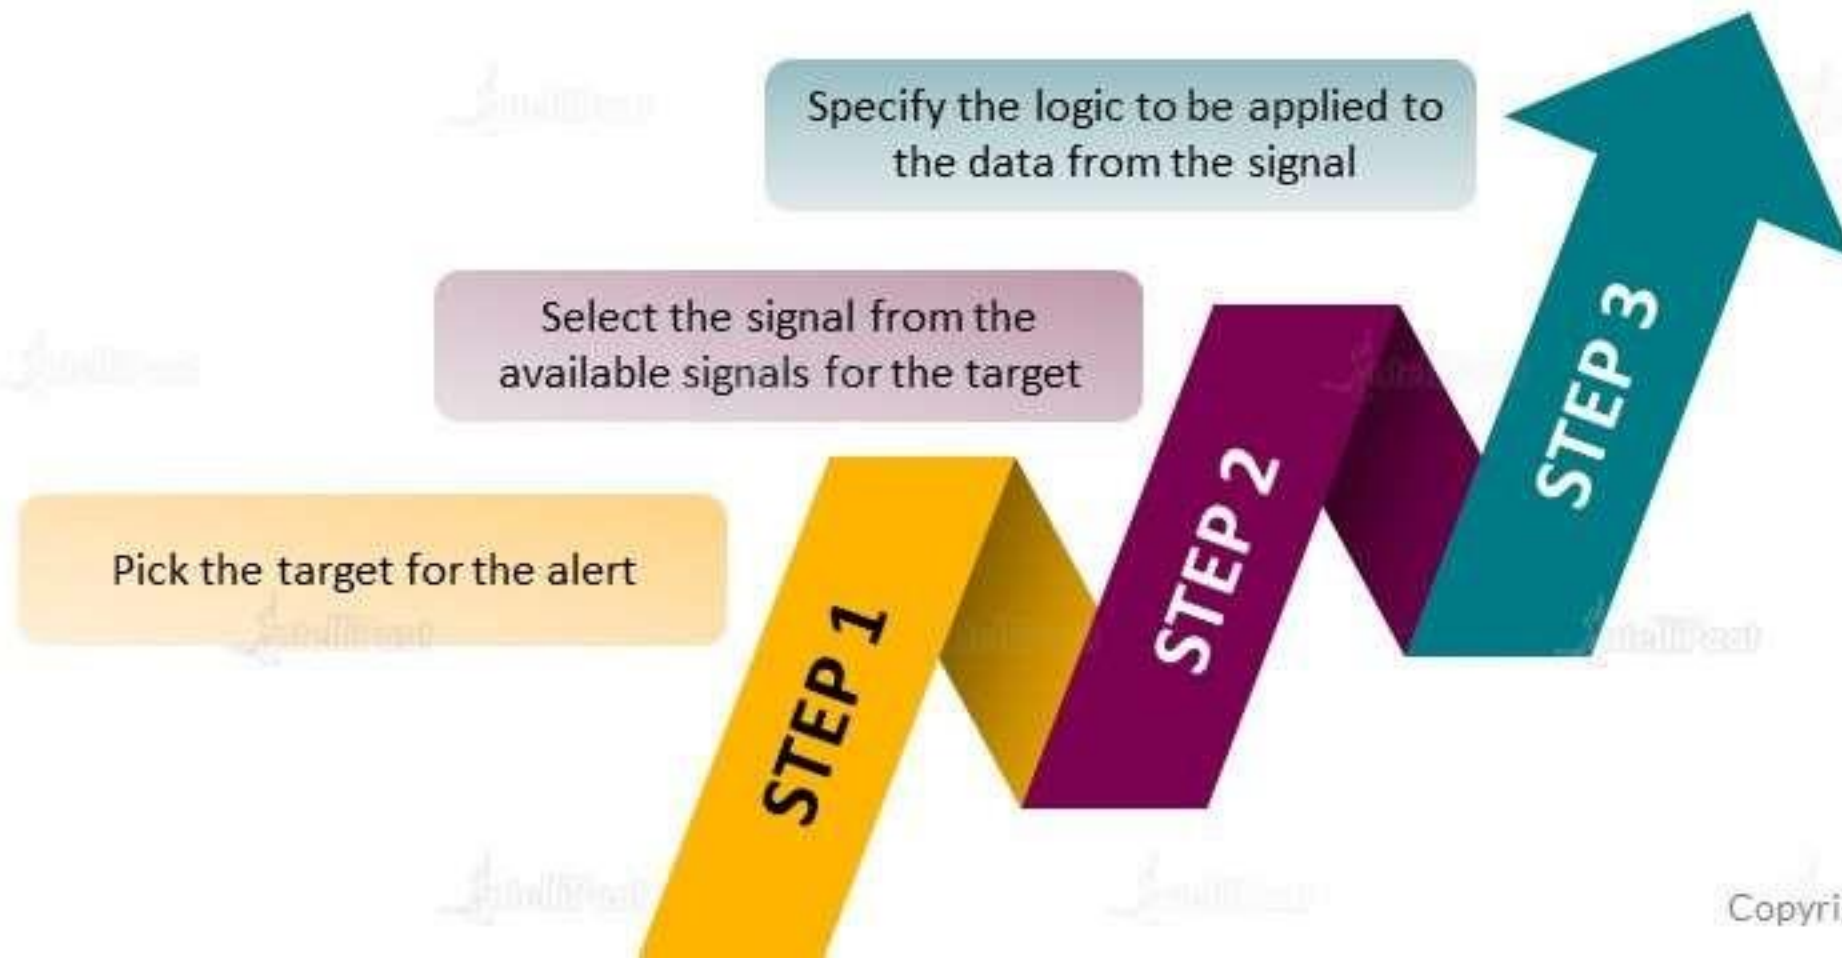 Specify the logic to be applied to
the data from the signal
Select the signal from the
available signals for the target
Pick the target for the alert
STEP 1
STEP 2
STEP 3